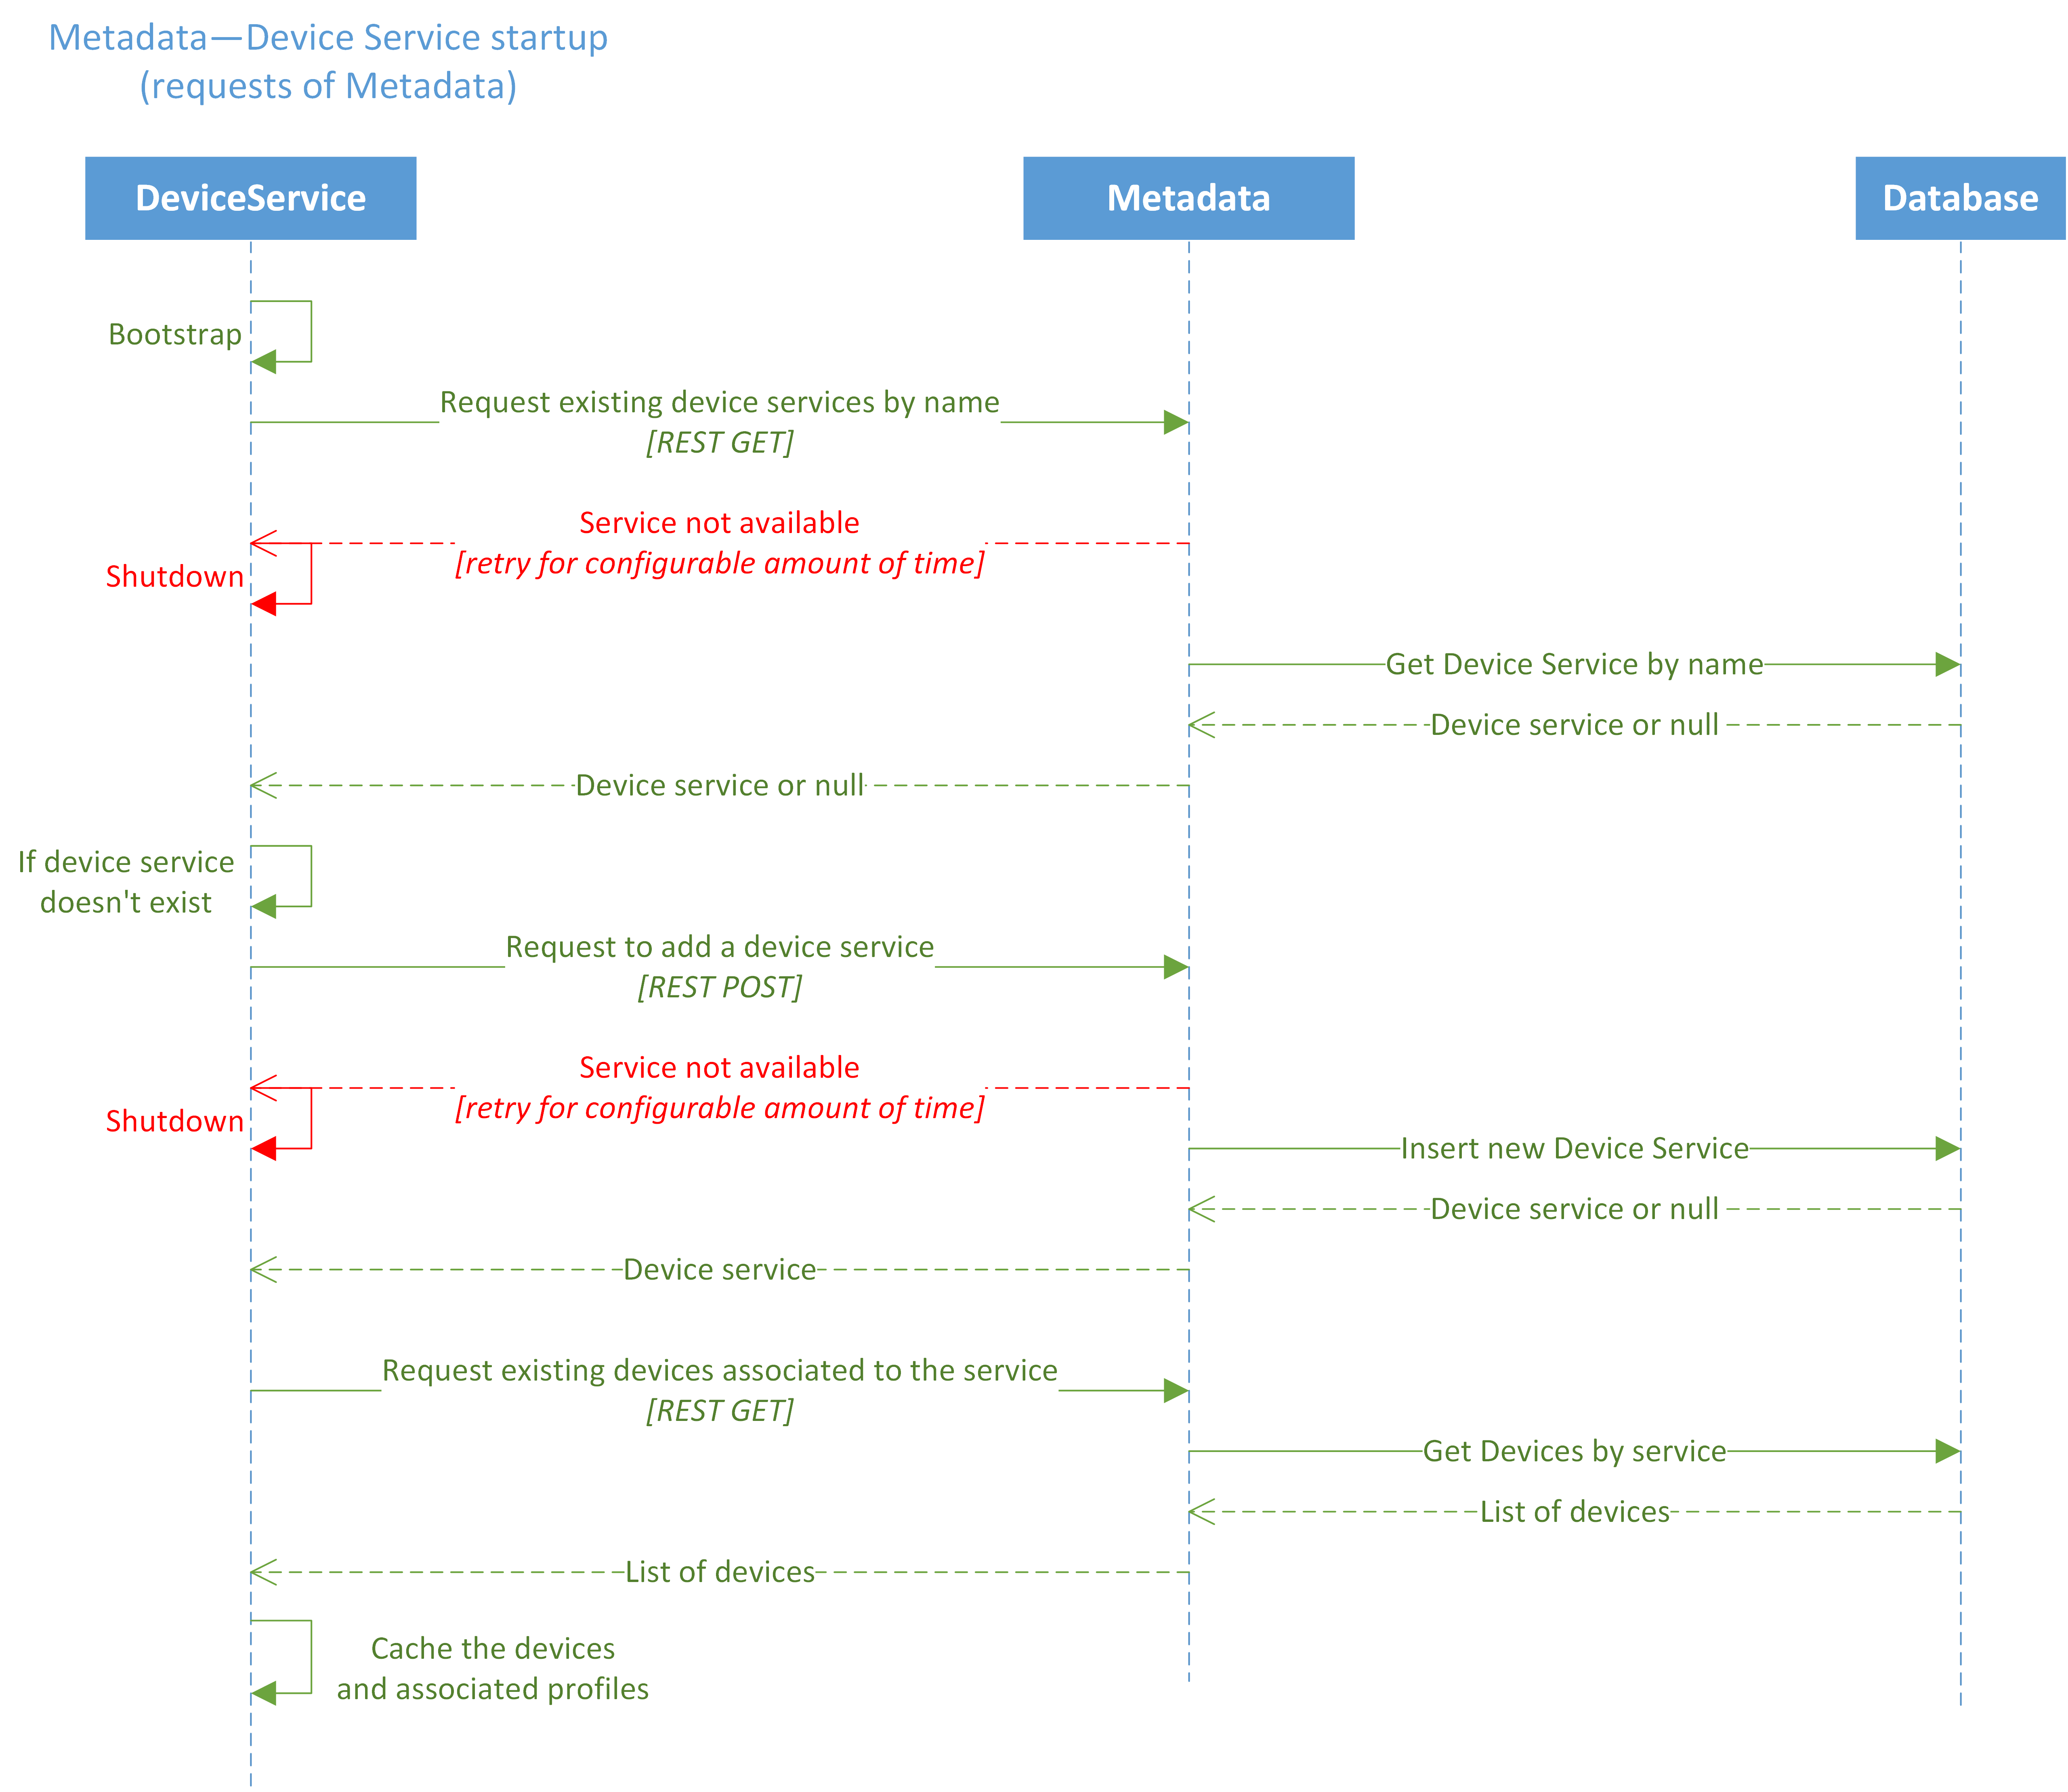 Metadata—Device Service startup
(requests of Metadata)
DeviceService
Metadata
Database
Bootstrap
Request existing device services by name
[REST GET]
Service not available
[retry for configurable amount of time]
Shutdown
Get Device Service by name
Device service or null
Device service or null
If device service
doesn't exist
Request to add a device service
[REST POST]
Service not available
[retry for configurable amount of time]
Shutdown
Insert new Device Service
Device service or null
Device service
Request existing devices associated to the service
[REST GET]
Get Devices by service
List of devices
List of devices
Cache the devices
and associated profiles